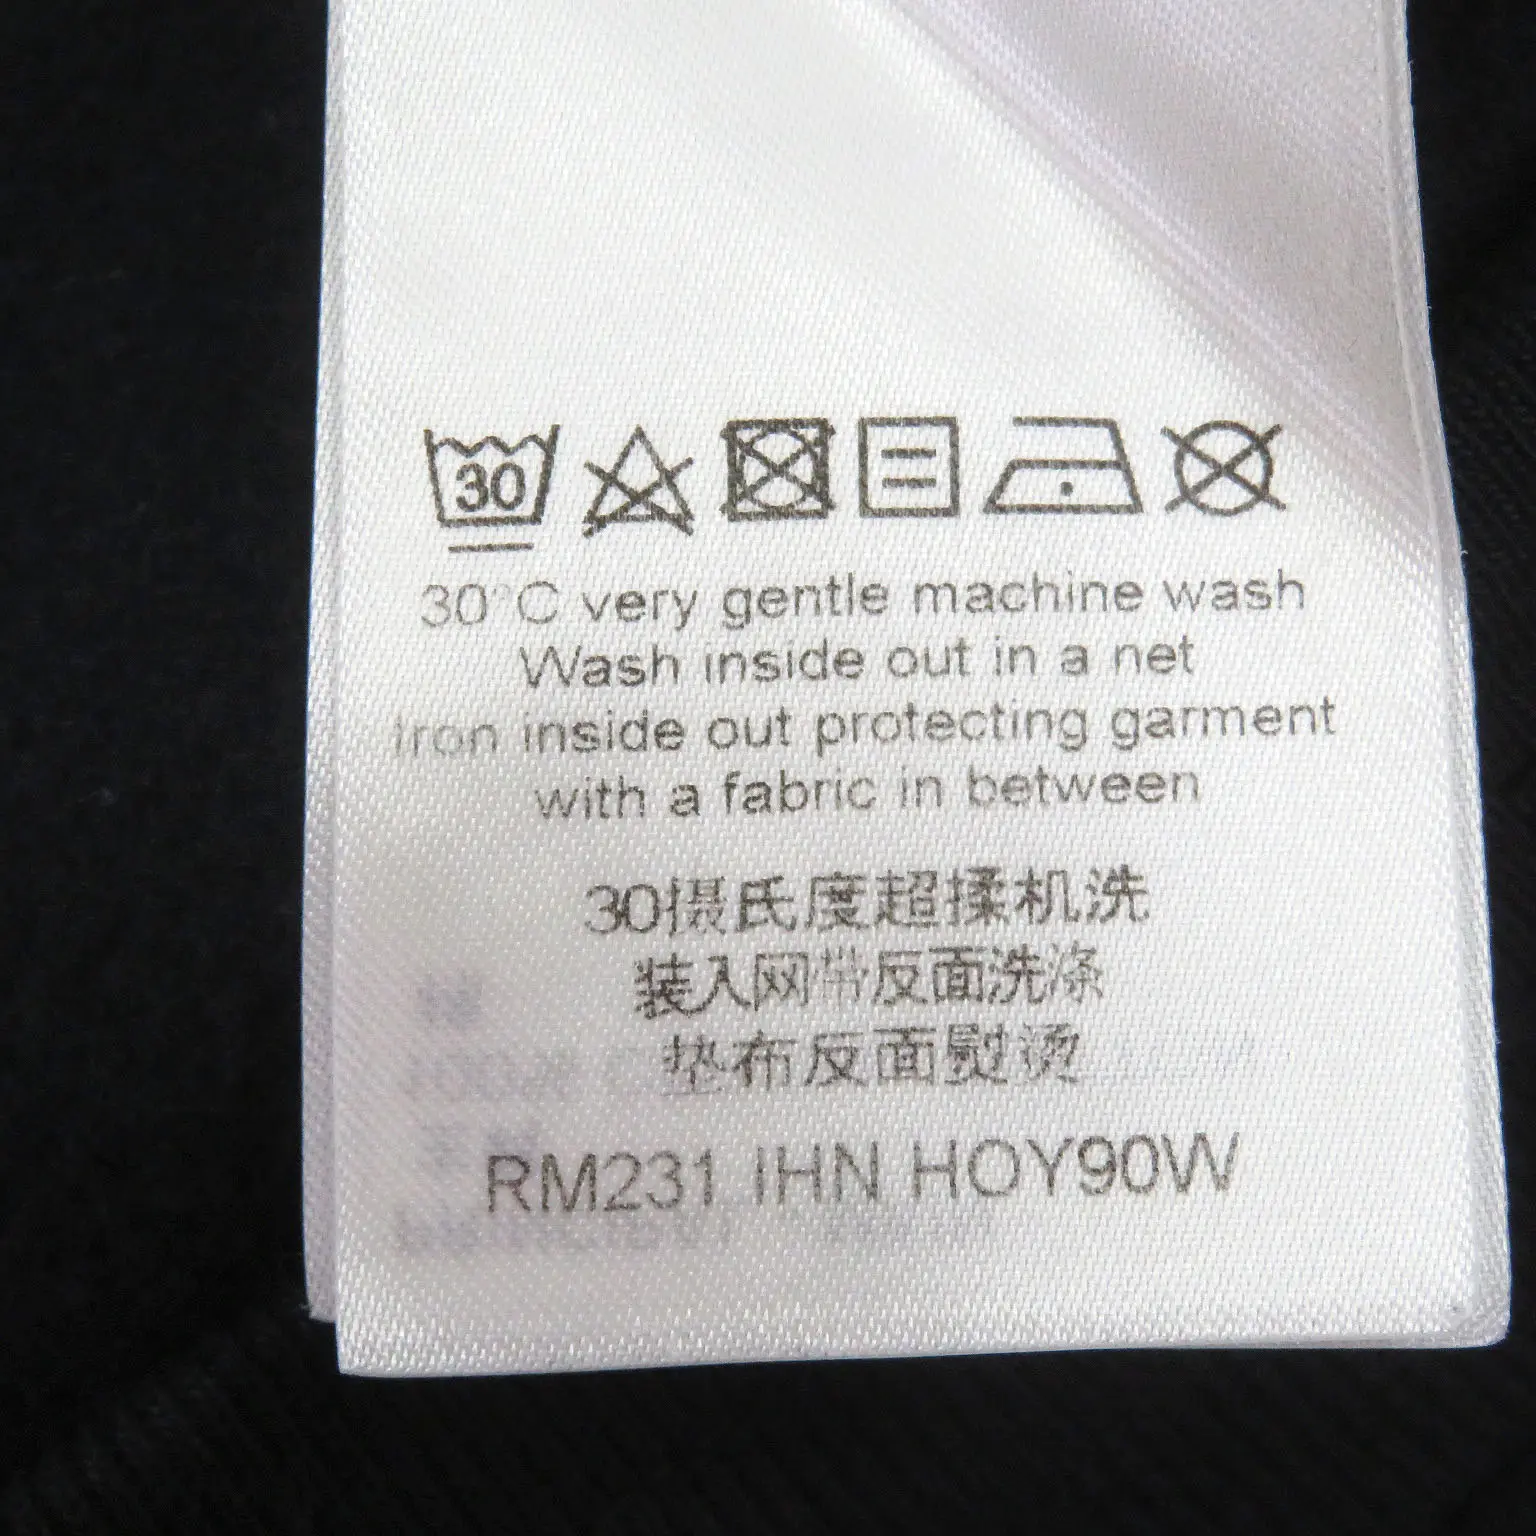 30
30°C very gentle machine wash
Wash inside out in a net
Iron inside out protecting garment
with a fabric in between
30摄氏度超揉机洗
装入网带反面洗涤
垫布反面熨烫
RM231 IHN HOY90W